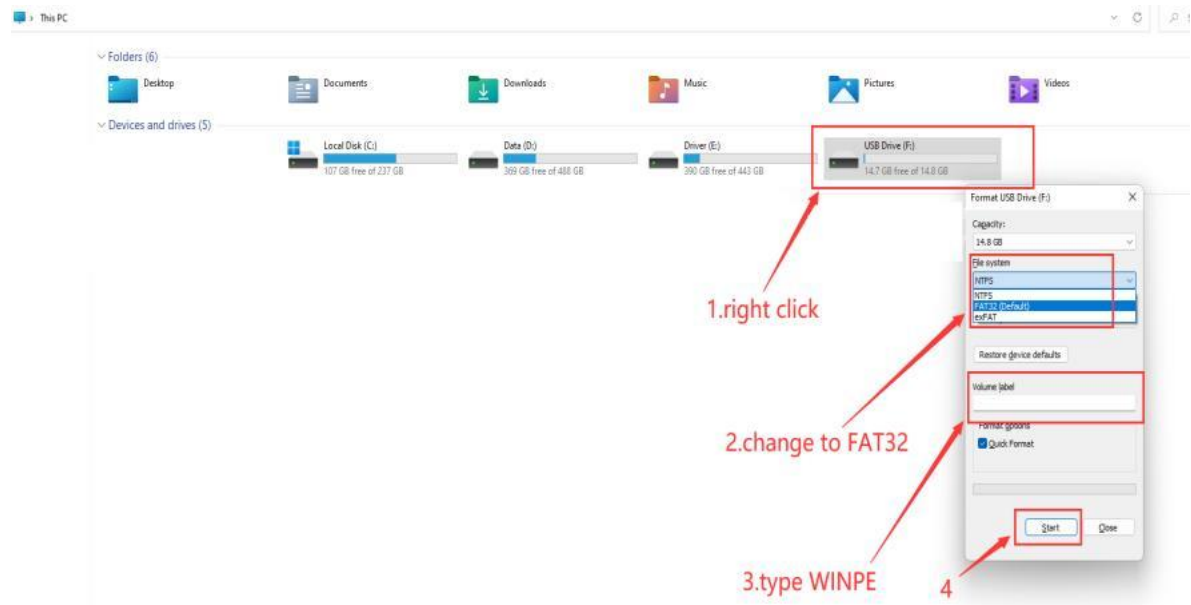 This PC
Folders (6)
Desktop
Documents
Downloads
Music
Pictures
Videos
Devices and drives (5)
Local Disk (C:)
107 GB free of 237 GB
Data (D:)
369 GB free of 488 GB
Driver (E:)
390 GB free of 443 GB
USB Drive (F:)
14.7 GB free of 14.8 GB
Format USB Drive (F:)
Capacity:
14.8 GB
File system
NTFS
NTFS
FAT32 (Default)
exFAT
Restore device defaults
Volume label
Format options
Quick Format
Start
Close
1.right click
2.change to FAT32
3.type WINPE
4